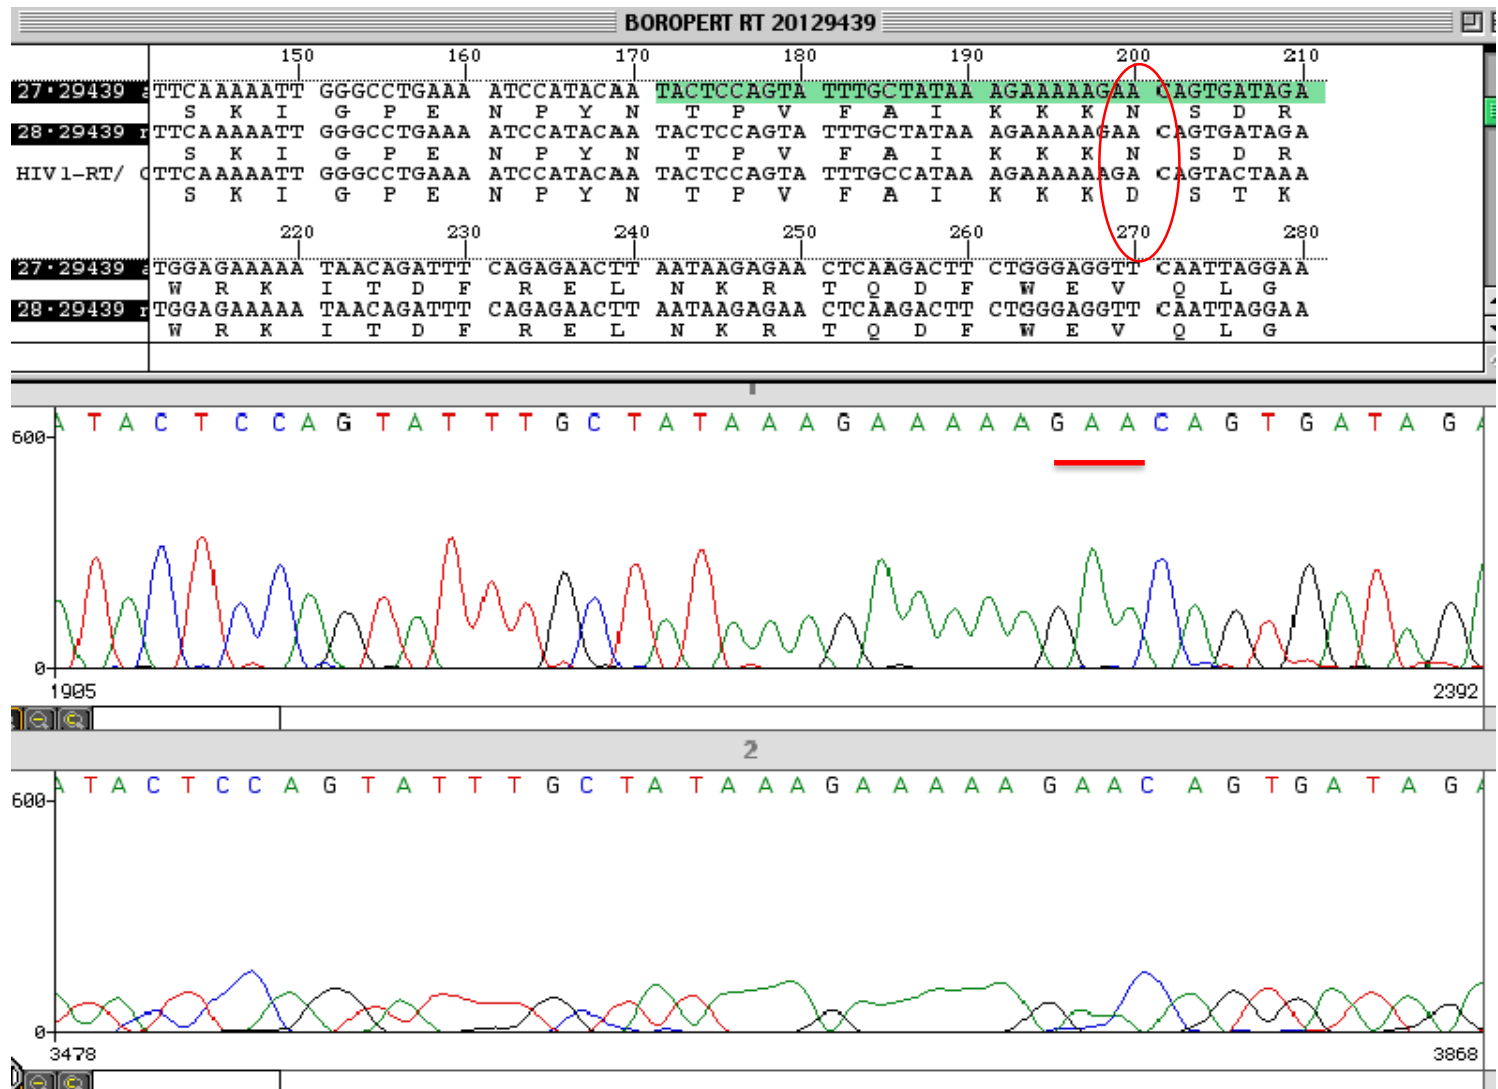 BOROPERT RT 20129439
150 160 170 180 190 200 210
27·29439 TTCAAAAATT GGGCCTGAAA ATCCATACAA TACTCCAGTA TTTGCTATAA AGAAAAAGAA CAGTGATAGA
S K I G P E N P Y N T P V F A I K K K N S D R
28·29439 TTCAAAAATT GGGCCTGAAA ATCCATACAA TACTCCAGTA TTTGCTATAA AGAAAAAGAA CAGTGATAGA
S K I G P E N P Y N T P V F A I K K K N S D R
HIV1-RT/ TTCAAAAATT GGGCCTGAAA ATCCATACAA TACTCCAGTA TTTGCCATAA AGAAAAAAGA CAGTACTAAA
S K I G P E N P Y N T P V F A I K K K D S T K
220 230 240 250 260 270 280
27·29439 TGGAGAAAAA TAACAGATTT CAGAGAACTT AATAAGAGAA CTCAAGACTT CTGGGAGGTT CAATTAGGAA
W R K I T D F R E L N K R T Q D F W E V Q L G
28·29439 TGGAGAAAAA TAACAGATTT CAGAGAACTT AATAAGAGAA CTCAAGACTT CTGGGAGGTT CAATTAGGAA
W R K I T D F R E L N K R T Q D F W E V Q L G
A T A C T C C A G T A T T T G C T A T A A A G A A A A A G A A C A G T G A T A G A
600
0
1905 2392
2
A T A C T C C A G T A T T T G C T A T A A A G A A A A A G A A C A G T G A T A G A
600
0
3478 3868